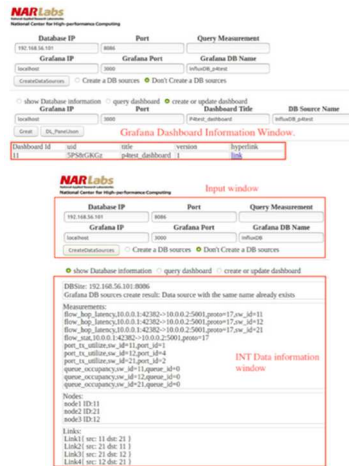 NARLabs
National Applied Research Laboratories
National Center for High-performance Computing
Database IP Port Query Measurement
192.168.56.101 8086
Grafana IP Grafana Port Grafana DB Name
localhost 3000 InfluxDB_p4test
CreateDataSources Create a DB sources Don't Create a DB sources
show Database information query dashboard create or update dashboard
Grafana IP Port Dashboard Title DB Source Name
localhost 3000 P4test_dashboard InfluxDB_p4test
Great DL_PanelJson Grafana Dashboard Information Window.
Dashboard Id uid title version hyperlink
11 5PS8rGKGz p4test_dashboard 1 link
NARLabs
National Applied Research Laboratories
National Center for High-performance Computing
Input window
Database IP Port Query Measurement
192.168.56.101 8086
Grafana IP Grafana Port Grafana DB Name
localhost 3000 InfluxDB
CreateDataSources Create a DB sources Don't Create a DB sources
show Database information query dashboard create or update dashboard
DBSite: 192.168.56.101:8086
Grafana DB sources create result: Data source with the same name already exists
Measurements:
flow_hop_latency,10.0.0.1:42382->10.0.0.2:5001,proto=17,sw_id=11
flow_hop_latency,10.0.0.1:42382->10.0.0.2:5001,proto=17,sw_id=12
flow_hop_latency,10.0.0.1:42382->10.0.0.2:5001,proto=17,sw_id=21
flow_stat,10.0.0.1:42382->10.0.0.2:5001,proto=17
port_tx_utilize,sw_id=11,port_id=1
port_tx_utilize,sw_id=12,port_id=4
port_tx_utilize,sw_id=21,port_id=2
queue_occupancy,sw_id=11,queue_id=0
queue_occupancy,sw_id=12,queue_id=0
queue_occupancy,sw_id=21,queue_id=0
INT Data information
window
Nodes:
node1 ID:11
node2 ID:21
node3 ID:12
Links:
Link1{ src: 11 dst: 21 }
Link2{ src: 21 dst: 11 }
Link3{ src: 21 dst: 12 }
Link4{ src: 12 dst: 21 }